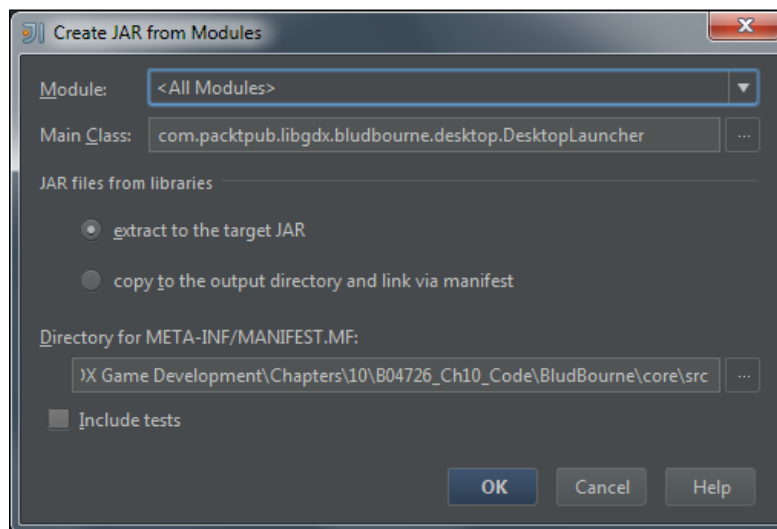 Create JAR from Modules
Module: <All Modules>
Main Class: com.packtpub.libgdx.bludbourne.desktop.DesktopLauncher ...
JAR files from libraries
extract to the target JAR
copy to the output directory and link via manifest
Directory for META-INF/MANIFEST.MF:
X Game Development\Chapters\10\B04726_Ch10_Code\BludBourne\core\src ...
Include tests
OK Cancel Help